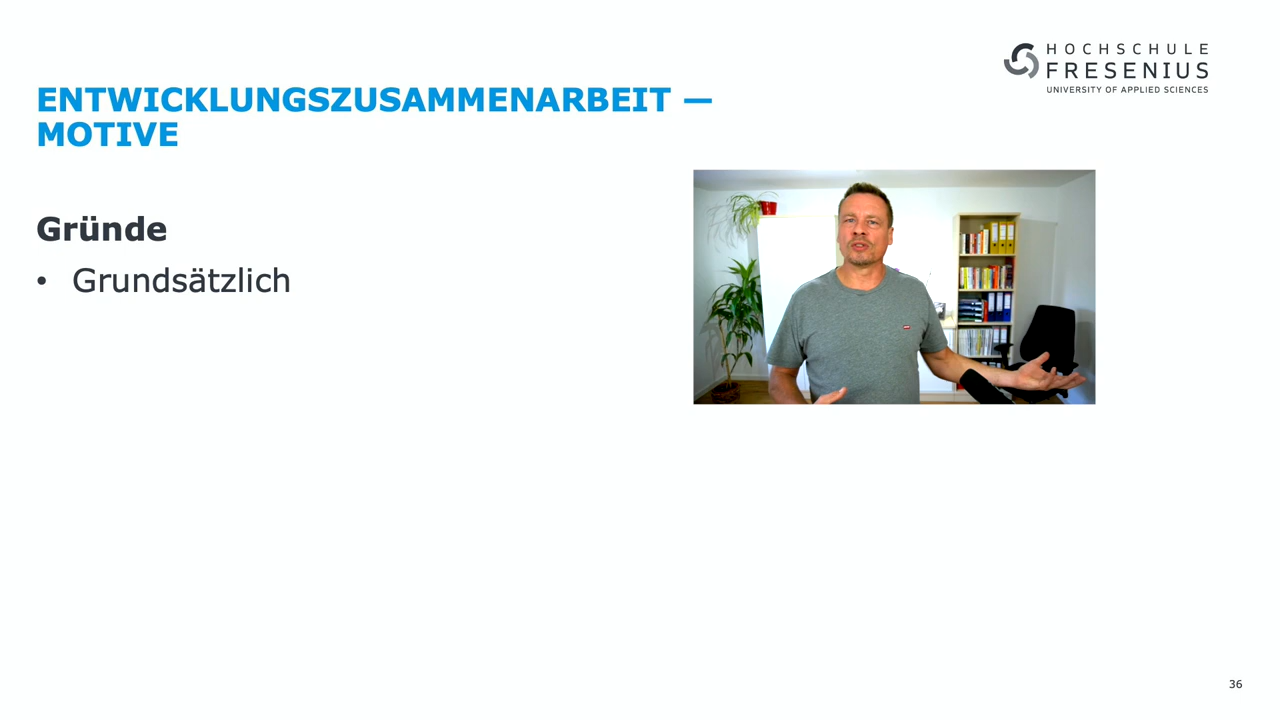 HOCHSCHULE
FRESENIUS
UNIVERSITY OF APPLIED SCIENCES
ENTWICKLUNGSZUSAMMENARBEIT —
MOTIVE
Gründe
• Grundsätzlich
36